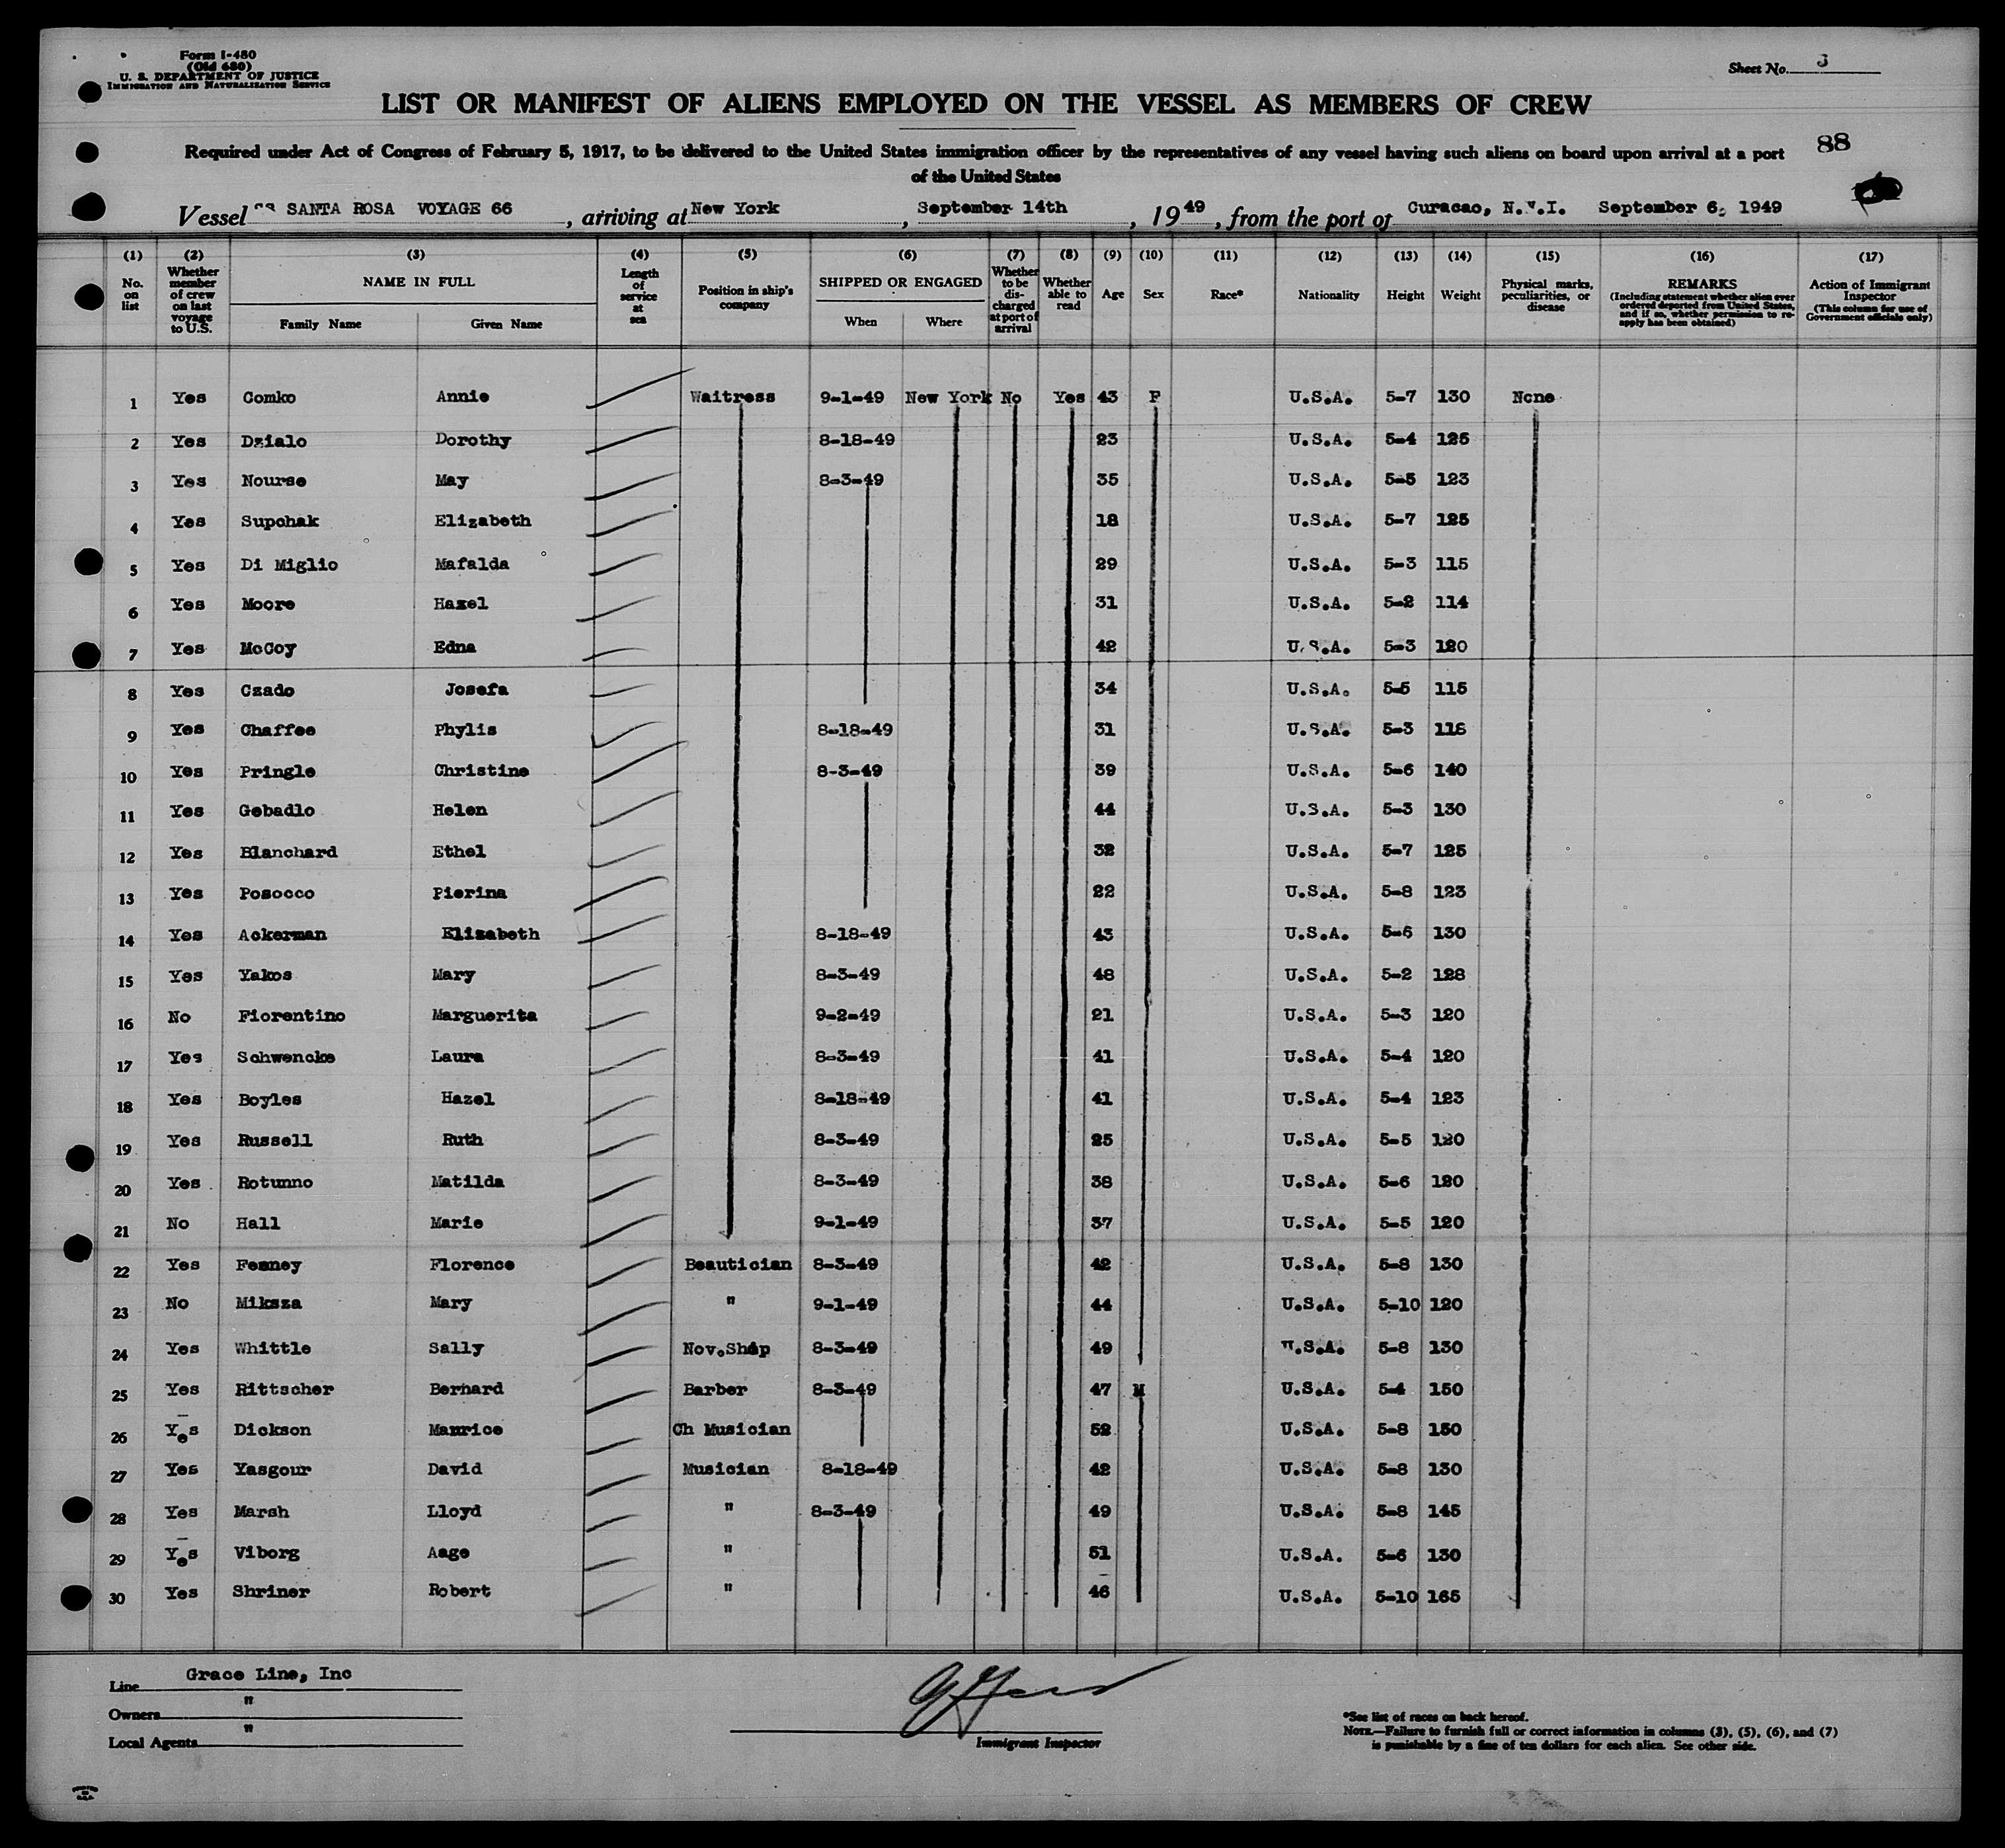 Form I-480
(Old 680)
U. S. DEPARTMENT OF JUSTICE
IMMIGRATION AND NATURALIZATION SERVICE
Sheet No. 3
LIST OR MANIFEST OF ALIENS EMPLOYED ON THE VESSEL AS MEMBERS OF CREW
88
Required under Act of Congress of February 5, 1917, to be delivered to the United States immigration officer by the representatives of any vessel having such aliens on board upon arrival at a port
of the United States
Vessel SS SANTA ROSA VOYAGE 66, arriving at New York, September 14th, 1949, from the port of Curacao, N.W.I. September 6, 1949
(1) (2) (3) (4) (5) (6) (7) (8) (9) (10) (11) (12) (13) (14) (15) (16) (17)
No. on list
Whether member of crew on last voyage to U.S.
NAME IN FULL
Family Name Given Name
Length of service at sea
Position in ship's company
SHIPPED OR ENGAGED
When Where
Whether to be discharged at port of arrival
Whether able to read
Age
Sex
Race*
Nationality
Height
Weight
Physical marks, peculiarities, or disease
REMARKS
(Including statement whether alien ever ordered deported from United States, and if so, whether permission to re-apply has been obtained)
Action of Immigrant Inspector
(This column for use of Government officials only)
1 Yes Comko Annie Waitress 9-1-49 New York No Yes 43 F U.S.A. 5-7 130 None
2 Yes Dzialo Dorothy 8-18-49 23 U.S.A. 5-4 125
3 Yes Nourse May 8-3-49 35 U.S.A. 5-5 123
4 Yes Supchak Elizabeth 18 U.S.A. 5-7 125
5 Yes Di Miglio Mafalda 29 U.S.A. 5-3 115
6 Yes Moore Hazel 31 U.S.A. 5-2 114
7 Yes McCoy Edna 42 U.S.A. 5-3 120
8 Yes Czado Josefa 34 U.S.A. 5-5 115
9 Yes Chaffee Phylis 8-18-49 31 U.S.A. 5-3 118
10 Yes Pringle Christine 8-3-49 39 U.S.A. 5-6 140
11 Yes Gebadlo Helen 44 U.S.A. 5-3 130
12 Yes Blanchard Ethel 32 U.S.A. 5-7 125
13 Yes Posocco Pierina 22 U.S.A. 5-8 123
14 Yes Ackerman Elizabeth 8-18-49 43 U.S.A. 5-6 130
15 Yes Yakos Mary 8-3-49 48 U.S.A. 5-2 128
16 No Fiorentino Marguerita 9-2-49 21 U.S.A. 5-3 120
17 Yes Schwencke Laura 8-3-49 41 U.S.A. 5-4 120
18 Yes Boyles Hazel 8-18-49 41 U.S.A. 5-4 123
19 Yes Russell Ruth 8-3-49 25 U.S.A. 5-5 120
20 Yes Rotunno Matilda 8-3-49 38 U.S.A. 5-6 120
21 No Hall Marie 9-1-49 37 U.S.A. 5-5 120
22 Yes Feaney Florence Beautician 8-3-49 42 U.S.A. 5-8 130
23 No Miksza Mary " 9-1-49 44 U.S.A. 5-10 120
24 Yes Whittle Sally Nov.Shop 8-3-49 49 U.S.A. 5-8 130
25 Yes Rittscher Bernard Barber 8-3-49 47 M U.S.A. 5-4 150
26 Yes Dickson Maurice Ch Musician 52 U.S.A. 5-8 150
27 Yes Yasgour David Musician 8-18-49 42 U.S.A. 5-8 130
28 Yes Marsh Lloyd " 8-3-49 49 U.S.A. 5-8 145
29 Yes Viborg Aage " 51 U.S.A. 5-6 130
30 Yes Shriner Robert " 46 U.S.A. 5-10 165
Line Grace Line, Inc
Owners "
Local Agents "
Immigrant Inspector
*See list of races on back hereof.
NOTE.—Failure to furnish full or correct information in columns (3), (5), (6), and (7)
is punishable by a fine of ten dollars for each alien. See other side.